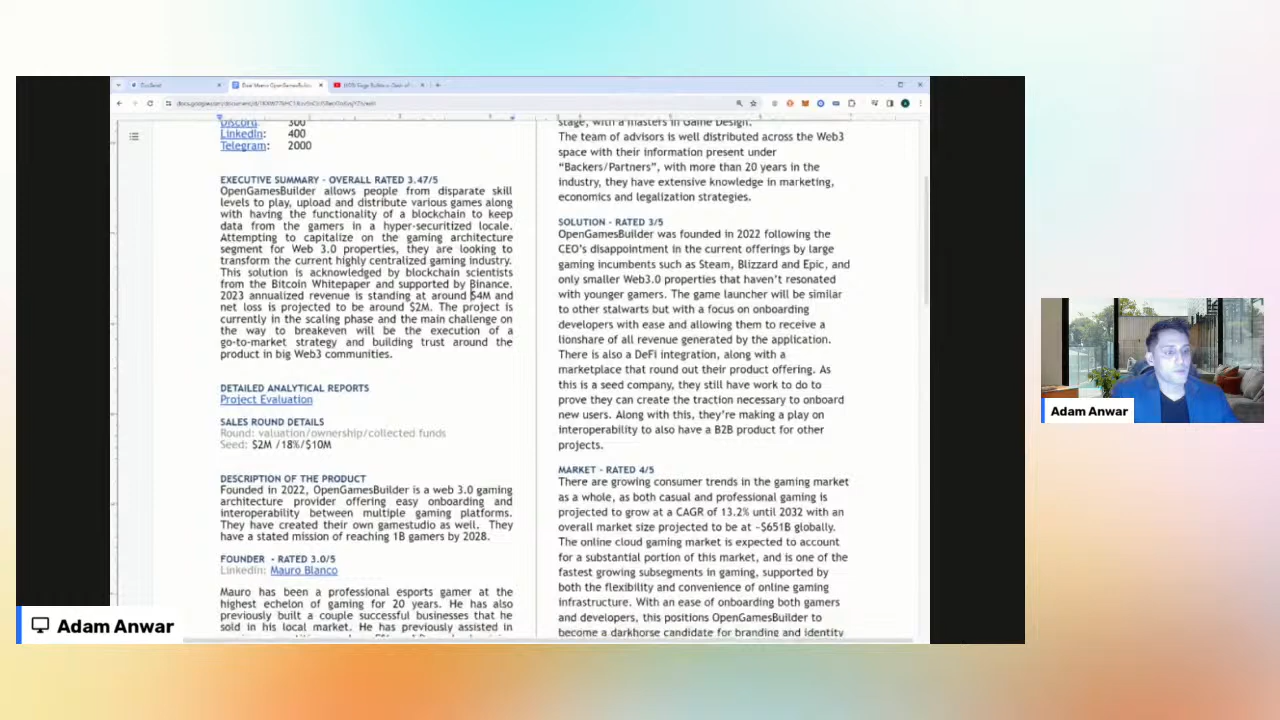 Discord: 300
LinkedIn: 400
Telegram: 2000
EXECUTIVE SUMMARY - OVERALL RATED 3.47/5
OpenGamesBuilder allows people from disparate skill
levels to play, upload and distribute various games along
with having the functionality of a blockchain to keep
data from the gamers in a hyper-securitized locale.
Attempting to capitalize on the gaming architecture
segment for Web 3.0 properties, they are looking to
transform the current highly centralized gaming industry.
This solution is acknowledged by blockchain scientists
from the Bitcoin Whitepaper and supported by Binance.
2023 annualized revenue is standing at around $4M and
net loss is projected to be around $2M. The project is
currently in the scaling phase and the main challenge on
the way to breakeven will be the execution of a
go-to-market strategy and building trust around the
product in big Web3 communities.
DETAILED ANALYTICAL REPORTS
Project Evaluation
SALES ROUND DETAILS
Round: valuation/ownership/collected funds
Seed: $2M /18%/$10M
DESCRIPTION OF THE PRODUCT
Founded in 2022, OpenGamesBuilder is a web 3.0 gaming
architecture provider offering easy onboarding and
interoperability between multiple gaming platforms.
They have created their own gamestudio as well. They
have a stated mission of reaching 1B gamers by 2028.
FOUNDER - RATED 3.0/5
Linkedin: Mauro Blanco
Mauro has been a professional esports gamer at the
highest echelon of gaming for 20 years. He has also
previously built a couple successful businesses that he
sold in his local market. He has previously assisted in
stage, with a masters in Game Design.
The team of advisors is well distributed across the Web3
space with their information present under
“Backers/Partners”, with more than 20 years in the
industry, they have extensive knowledge in marketing,
economics and legalization strategies.
SOLUTION - RATED 3/5
OpenGamesBuilder was founded in 2022 following the
CEO’s disappointment in the current offerings by large
gaming incumbents such as Steam, Blizzard and Epic, and
only smaller Web3.0 properties that haven’t resonated
with younger gamers. The game launcher will be similar
to other stalwarts but with a focus on onboarding
developers with ease and allowing them to receive a
lionshare of all revenue generated by the application.
There is also a DeFi integration, along with a
marketplace that round out their product offering. As
this is a seed company, they still have work to do to
prove they can create the traction necessary to onboard
new users. Along with this, they’re making a play on
interoperability to also have a B2B product for other
projects.
MARKET - RATED 4/5
There are growing consumer trends in the gaming market
as a whole, as both casual and professional gaming is
projected to grow at a CAGR of 13.2% until 2032 with an
overall market size projected to be at ~$651B globally.
The online cloud gaming market is expected to account
for a substantial portion of this market, and is one of the
fastest growing subsegments in gaming, supported by
both the flexibility and convenience of online gaming
infrastructure. With an ease of onboarding both gamers
and developers, this positions OpenGamesBuilder to
become a darkhorse candidate for branding and identity
Adam Anwar
Adam Anwar